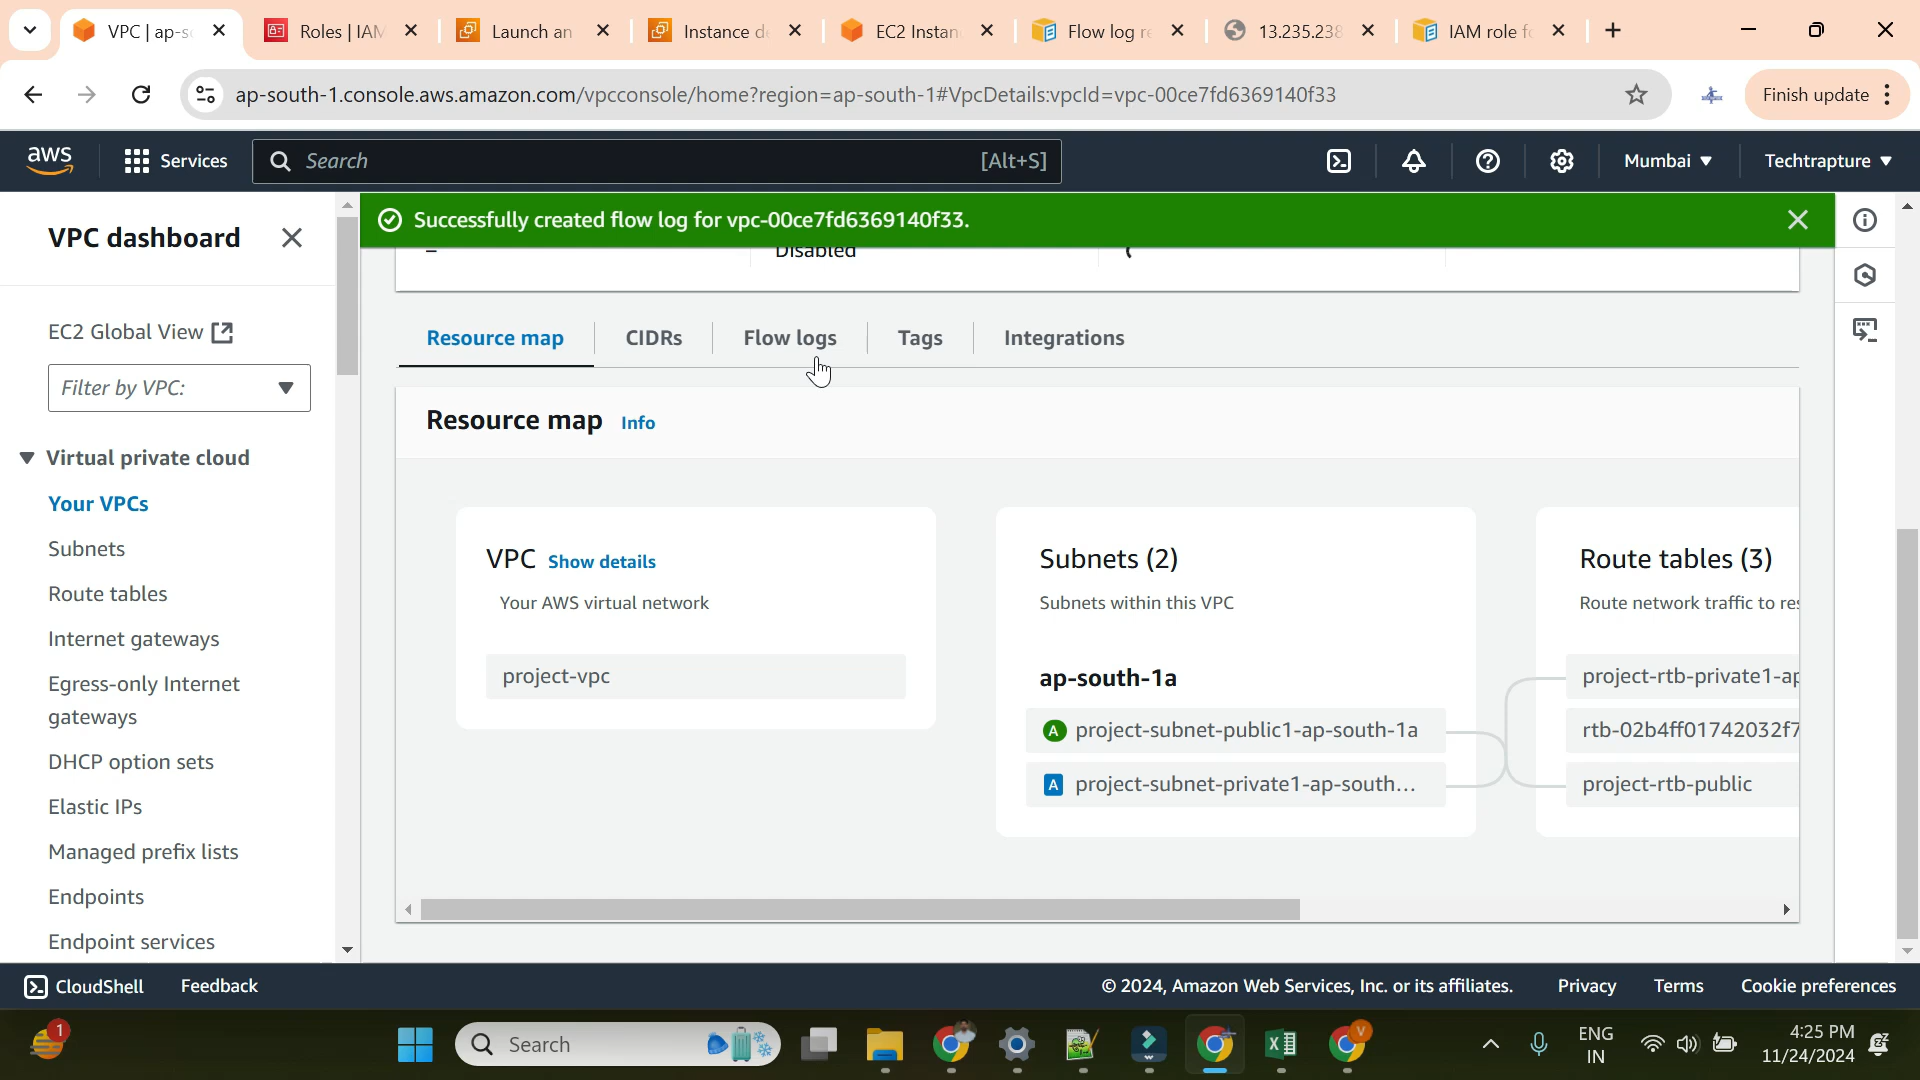 VPC | ap-so
Roles | IAM
Launch an
Instance de
EC2 Instan
Flow log re
13.235.238
IAM role fo
ap-south-1.console.aws.amazon.com/vpcconsole/home?region=ap-south-1#VpcDetails:vpcId=vpc-00ce7fd6369140f33
Finish update
aws
Services
Search
[Alt+S]
Mumbai
Techtrapture
VPC dashboard
Successfully created flow log for vpc-00ce7fd6369140f33.
–
Disabled
EC2 Global View
Filter by VPC:
Virtual private cloud
Your VPCs
Subnets
Route tables
Internet gateways
Egress-only Internet
gateways
DHCP option sets
Elastic IPs
Managed prefix lists
Endpoints
Endpoint services
Resource map
CIDRs
Flow logs
Tags
Integrations
Resource map Info
VPC Show details
Your AWS virtual network
project-vpc
Subnets (2)
Subnets within this VPC
ap-south-1a
A project-subnet-public1-ap-south-1a
A project-subnet-private1-ap-south...
Route tables (3)
Route network traffic to res
project-rtb-private1-ap
rtb-02b4ff01742032f7
project-rtb-public
CloudShell
Feedback
© 2024, Amazon Web Services, Inc. or its affiliates.
Privacy
Terms
Cookie preferences
1
Search
V
ENG
IN
4:25 PM
11/24/2024